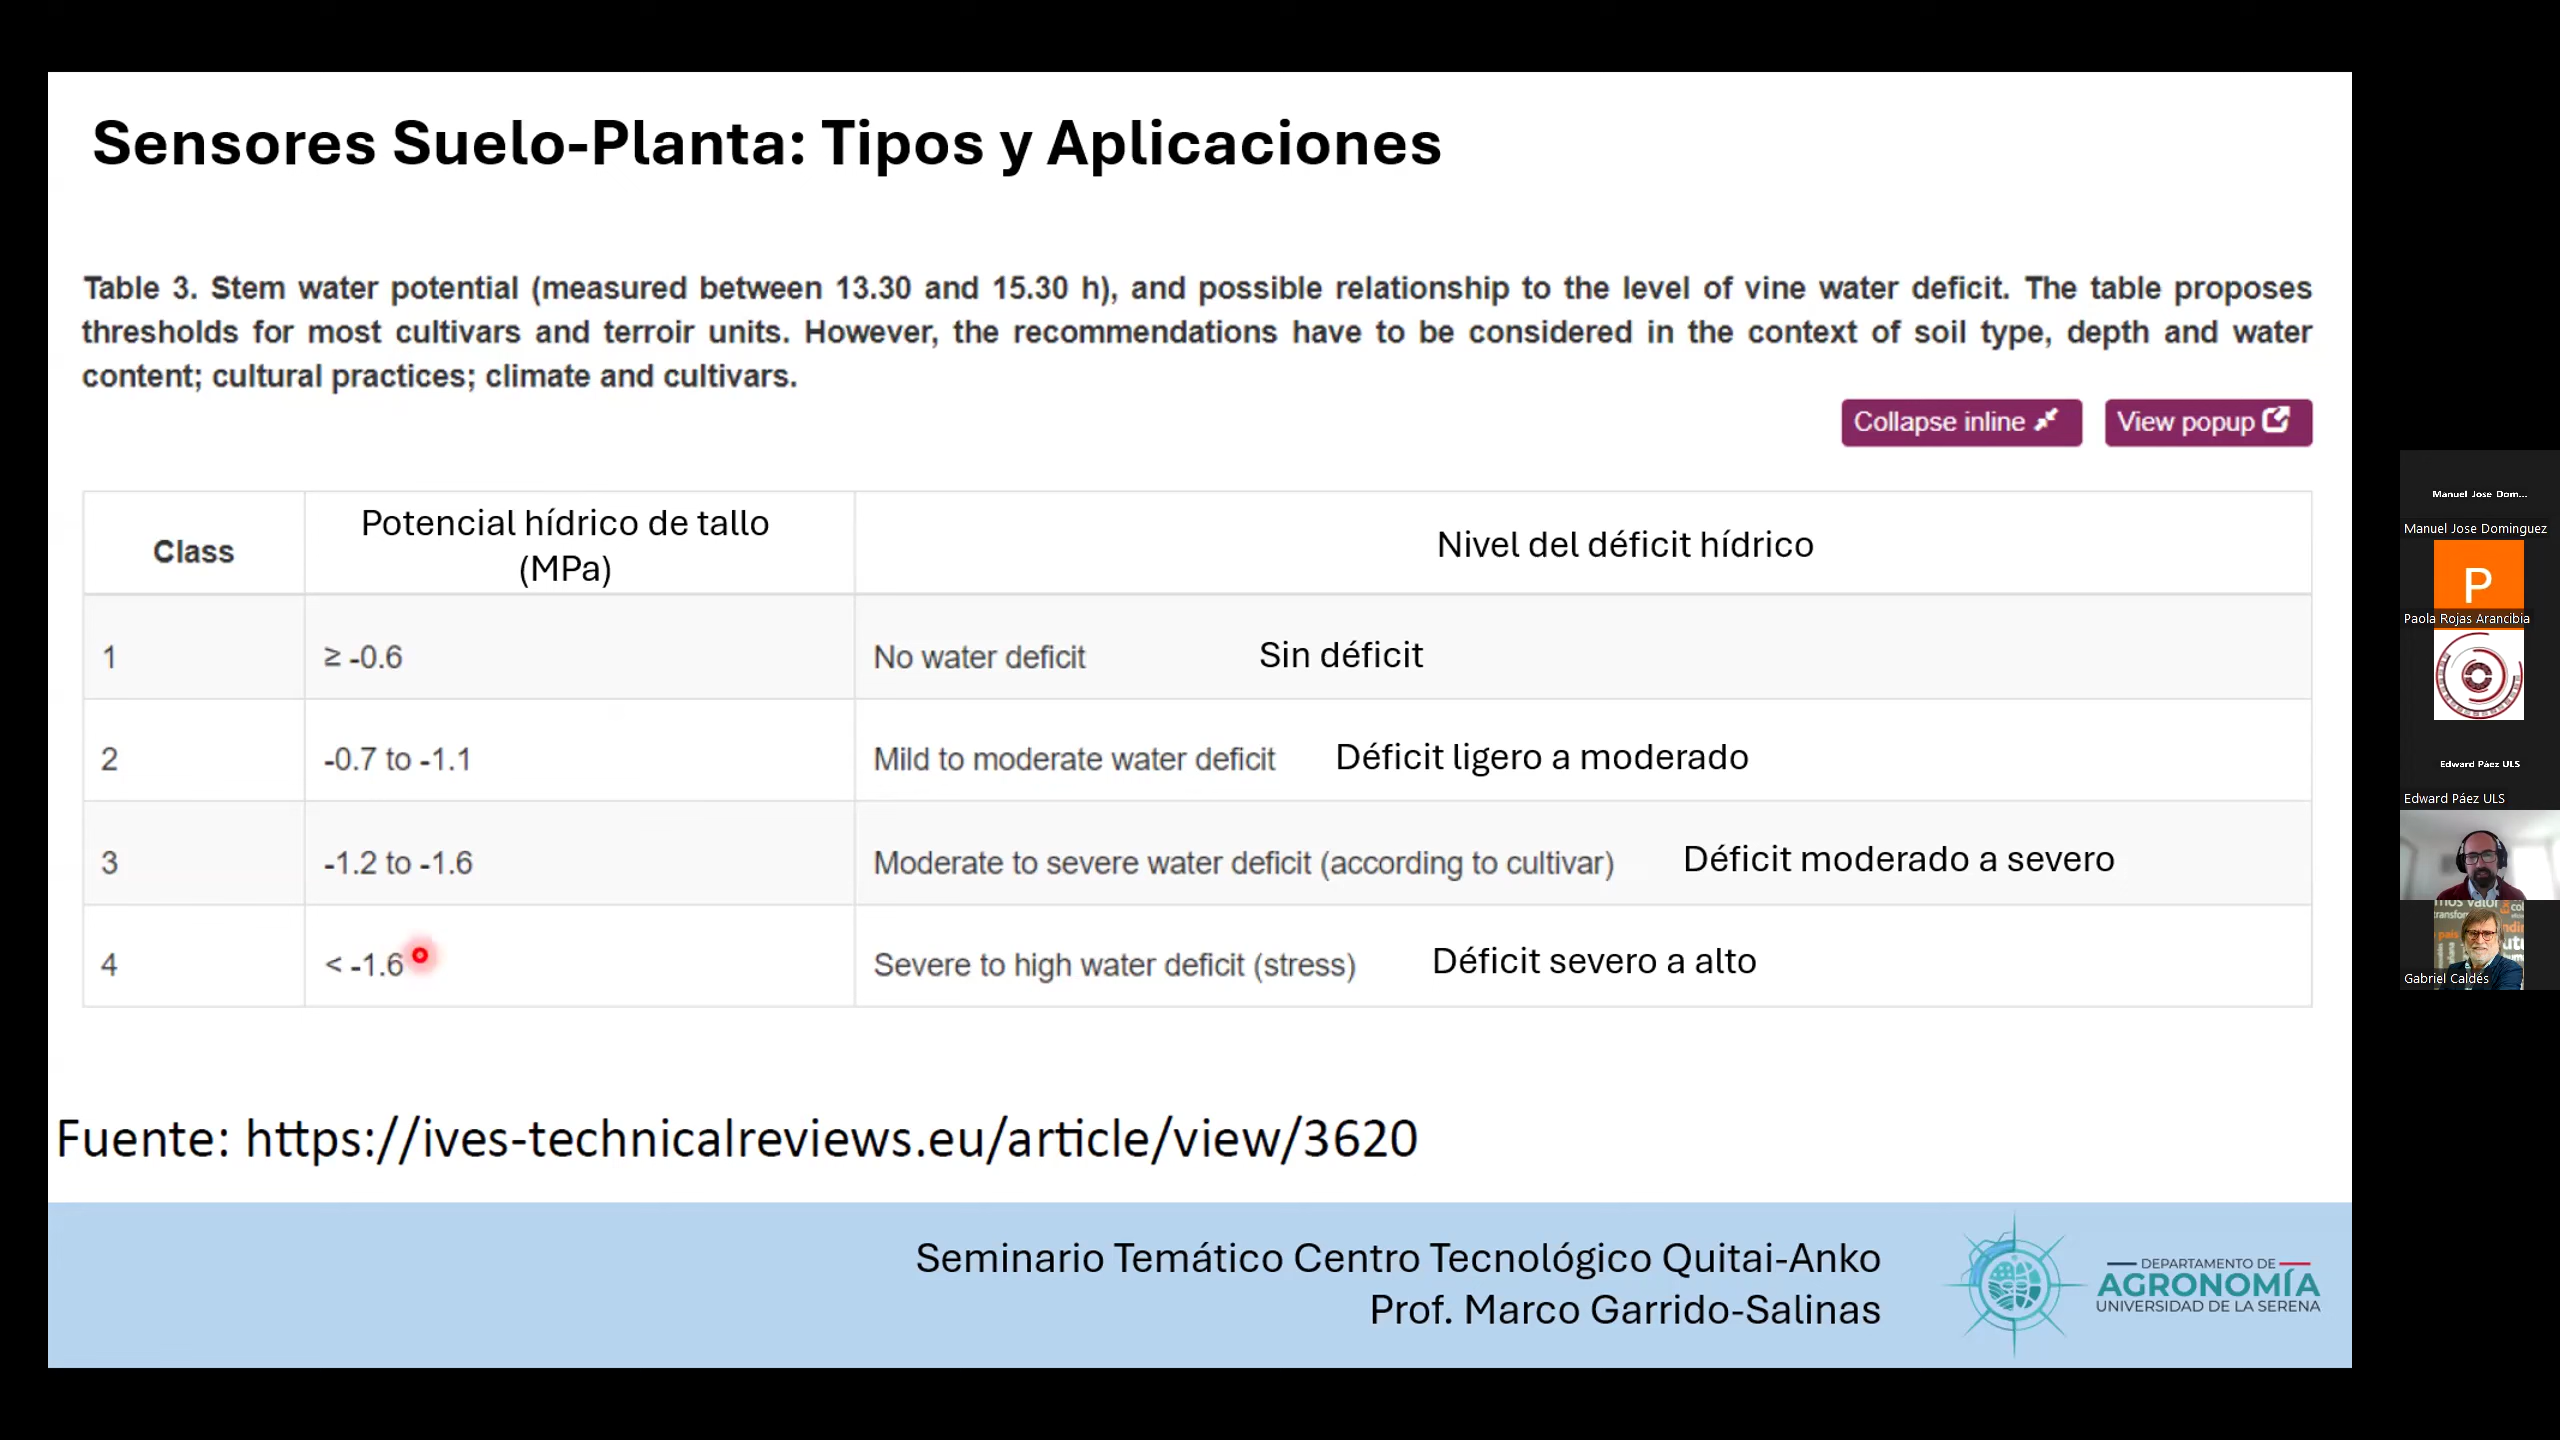 Sensores Suelo-Planta: Tipos y Aplicaciones
Table 3. Stem water potential (measured between 13.30 and 15.30 h), and possible relationship to the level of vine water deficit. The table proposes
thresholds for most cultivars and terroir units. However, the recommendations have to be considered in the context of soil type, depth and water
content; cultural practices; climate and cultivars.
Collapse inline View popup
Class
Potencial hídrico de tallo
(MPa)
Nivel del déficit hídrico
1 ≥ -0.6 No water deficit Sin déficit
2 -0.7 to -1.1 Mild to moderate water deficit Déficit ligero a moderado
3 -1.2 to -1.6 Moderate to severe water deficit (according to cultivar) Déficit moderado a severo
4 < -1.6 Severe to high water deficit (stress) Déficit severo a alto
Fuente: https://ives-technicalreviews.eu/article/view/3620
Seminario Temático Centro Tecnológico Quitai-Anko
Prof. Marco Garrido-Salinas
DEPARTAMENTO DE
AGRONOMÍA
UNIVERSIDAD DE LA SERENA
Manuel Jose Dom...
Manuel Jose Dominguez
P
Paola Rojas Arancibia
Edward Páez ULS
Edward Páez ULS
Gabriel Caldés